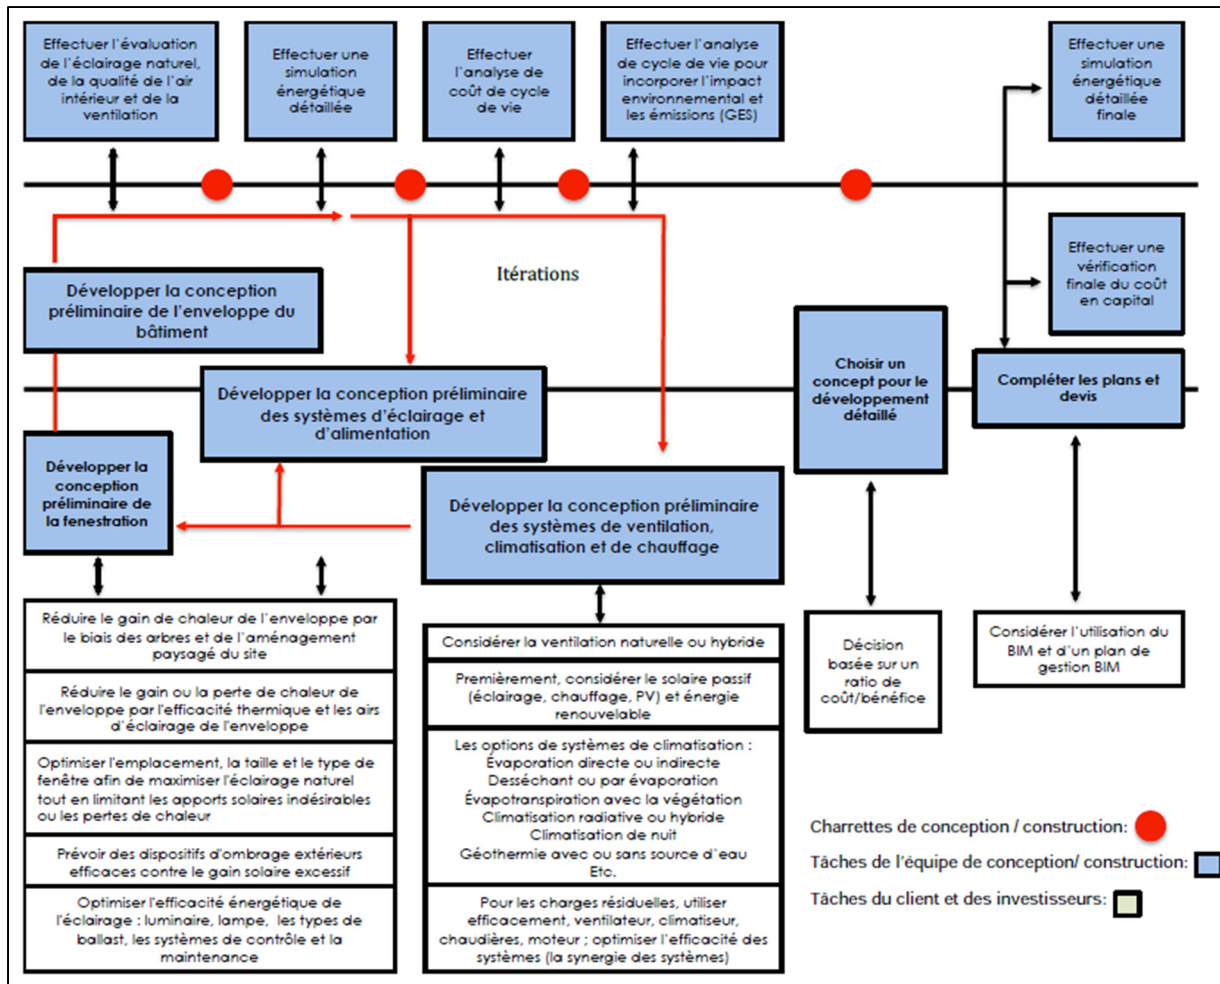 Effectuer l'évaluation
de l'éclairage naturel,
de la qualité de l'air
intérieur et de la
ventilation
Effectuer une
simulation
énergétique
détaillée
Effectuer
l'analyse de
coût de cycle
de vie
Effectuer l'analyse
de cycle de vie pour
incorporer l'impact
environnemental et
les émissions (GES)
Effectuer une
simulation
énergétique
détaillée
finale
Effectuer une
vérification
finale du coût
en capital
Itérations
Développer la conception
préliminaire de l'enveloppe du
bâtiment
Développer la conception préliminaire
des systèmes d'éclairage et
d'alimentation
Choisir un
concept pour le
développement
détaillé
Compléter les plans et
devis
Développer la
conception
préliminaire de
la fenestration
Développer la conception préliminaire
des systèmes de ventilation,
climatisation et de chauffage
Réduire le gain de chaleur de l'enveloppe par
le biais des arbres et de l'aménagement
paysagé du site
Réduire le gain ou la perte de chaleur de
l'enveloppe par l'efficacité thermique et les airs
d'éclairage de l'enveloppe
Optimiser l'emplacement, la taille et le type de
fenêtre afin de maximiser l'éclairage naturel
tout en limitant les apports solaires indésirables
ou les pertes de chaleur
Prévoir des dispositifs d'ombrage extérieurs
efficaces contre le gain solaire excessif
Optimiser l'efficacité énergétique de
l'éclairage : luminaire, lampe, les types de
ballast, les systèmes de contrôle et la
maintenance
Considérer la ventilation naturelle ou hybride
Premièrement, considérer le solaire passif
(éclairage, chauffage, PV) et énergie
renouvelable
Les options de systèmes de climatisation :
Évaporation directe ou indirecte
Desséchant ou par évaporation
Évapotranspiration avec la végétation
Climatisation radiative ou hybride
Climatisation de nuit
Géothermie avec ou sans source d'eau
Etc.
Pour les charges résiduelles, utiliser
efficacement, ventilateur, climatiseur,
chaudières, moteur ; optimiser l'efficacité des
systèmes (la synergie des systèmes)
Décision
basée sur un
ratio de
coût/bénéfice
Considérer l'utilisation du
BIM et d'un plan de
gestion BIM
Charrettes de conception / construction:
Tâches de l'équipe de conception/ construction:
Tâches du client et des investisseurs: